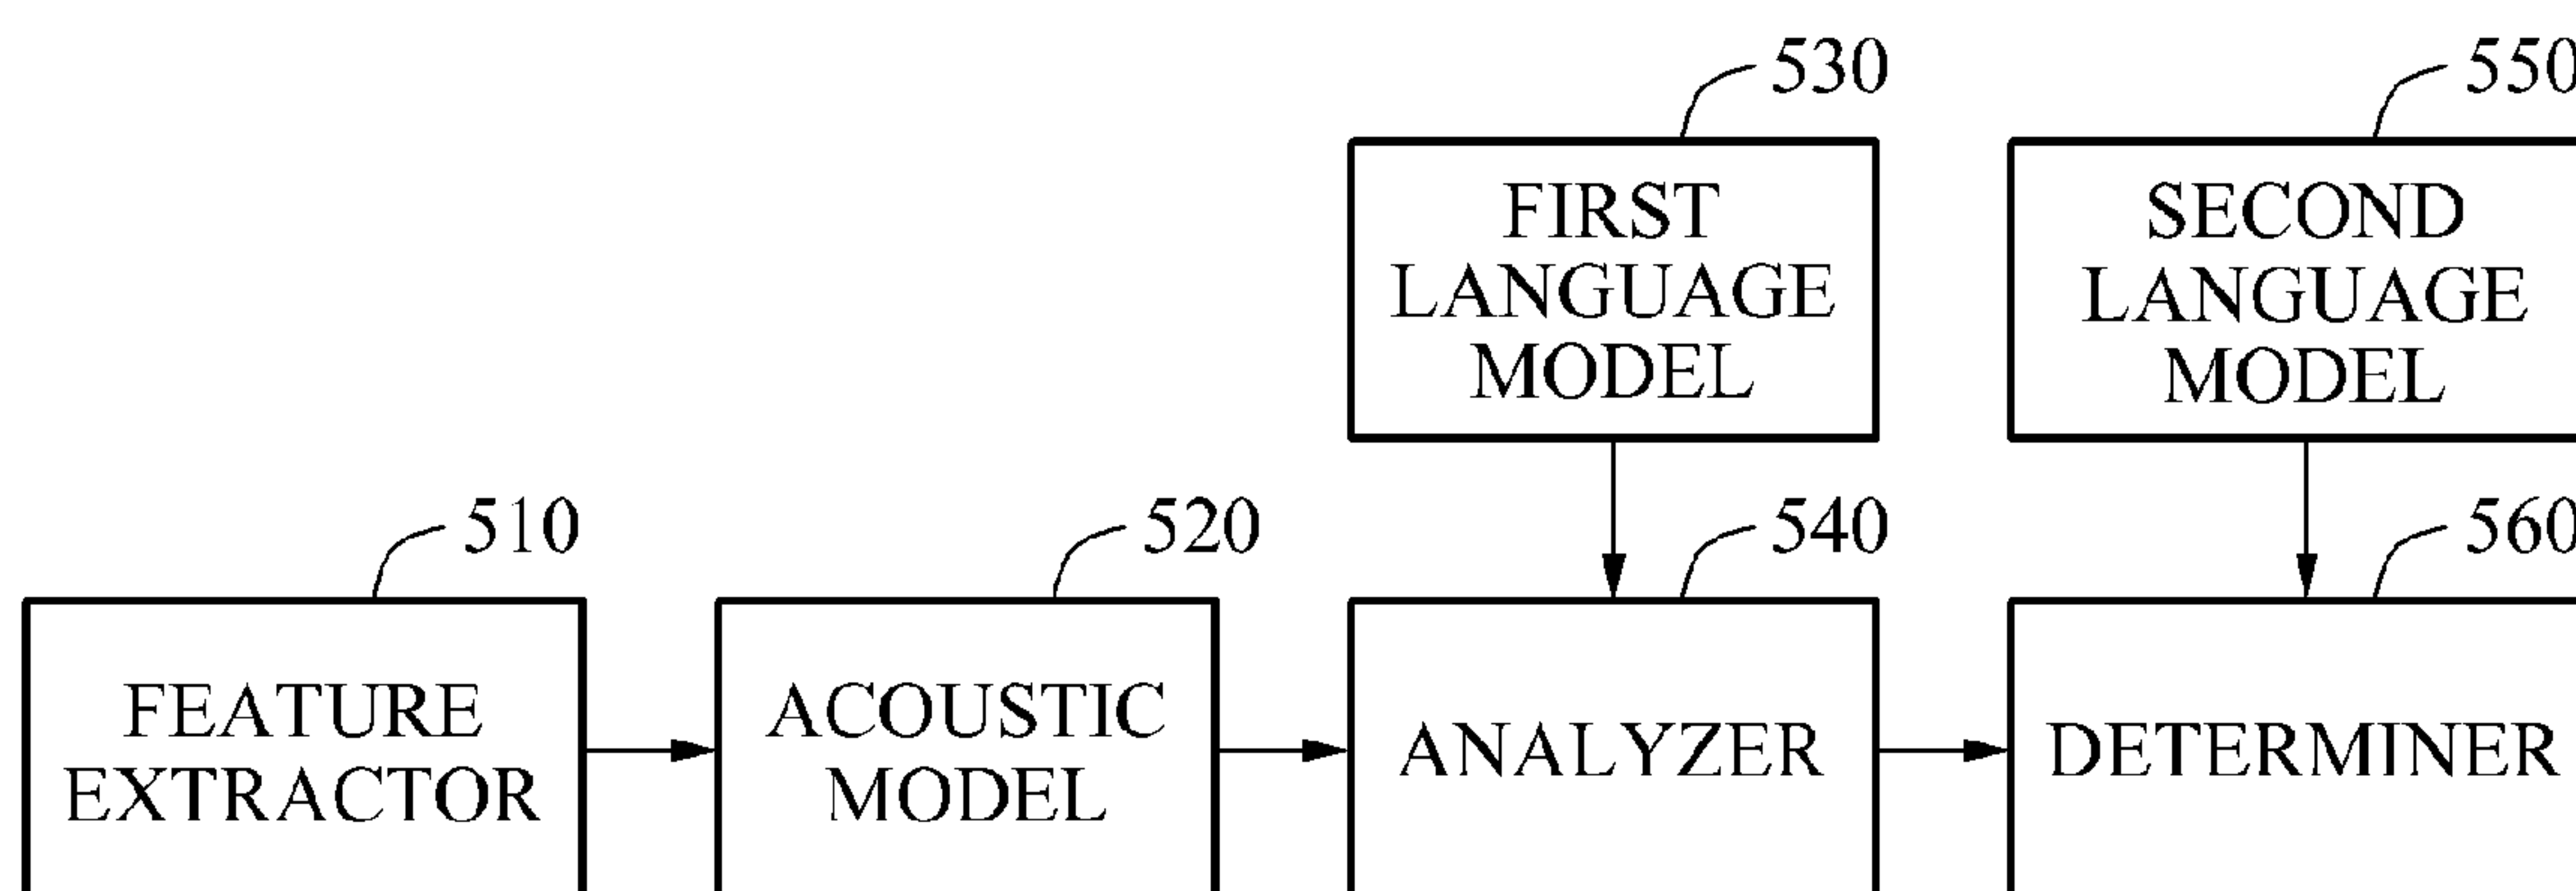 530
550
FIRST
LANGUAGE
MODEL
SECOND
LANGUAGE
MODEL
510
520
540
560
FEATURE
EXTRACTOR
ACOUSTIC
MODEL
ANALYZER
DETERMINER